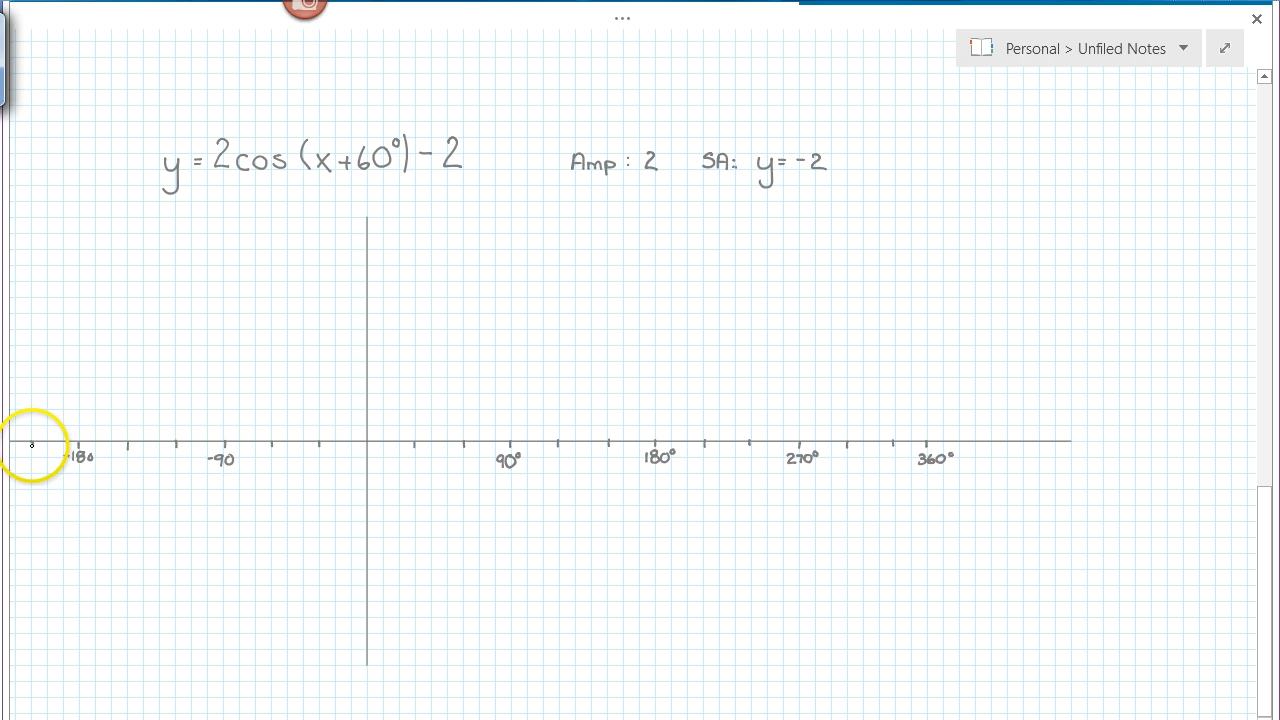 Personal > Unfiled Notes
y = 2cos (x+60°) - 2 Amp : 2 SA: y = -2
-180 -90 90° 180° 270° 360°